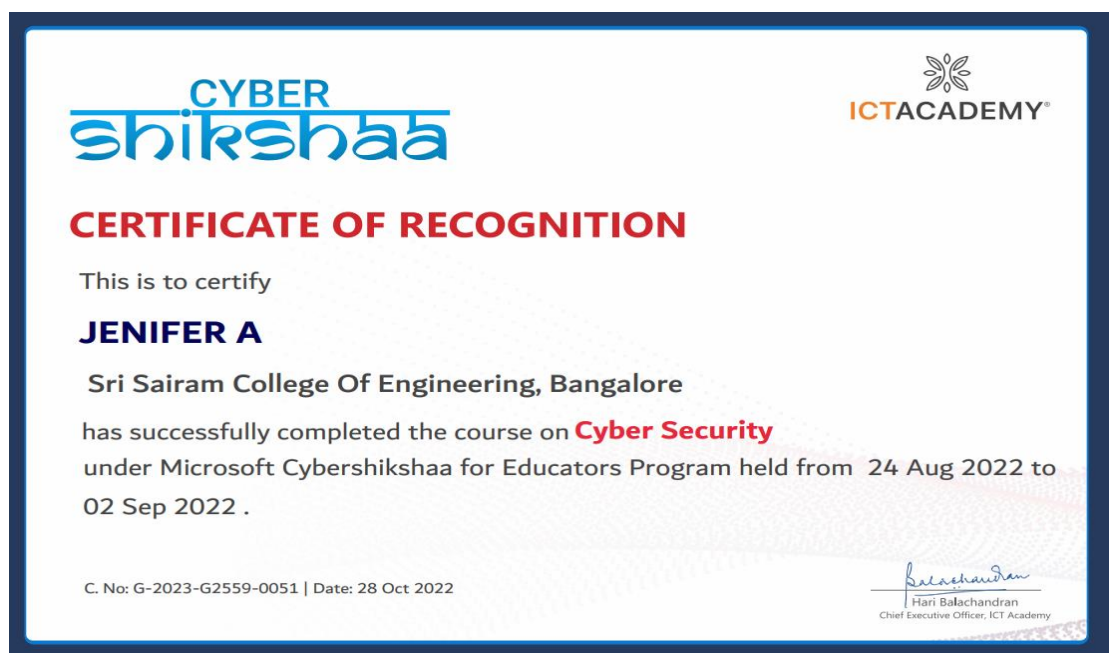 CYBER
shikshaa
ICTACADEMY®
CERTIFICATE OF RECOGNITION
This is to certify
JENIFER A
Sri Sairam College Of Engineering, Bangalore
has successfully completed the course on Cyber Security
under Microsoft Cybershikshaa for Educators Program held from 24 Aug 2022 to
02 Sep 2022 .
C. No: G-2023-G2559-0051 | Date: 28 Oct 2022
Balachandran
Hari Balachandran
Chief Executive Officer, ICT Academy